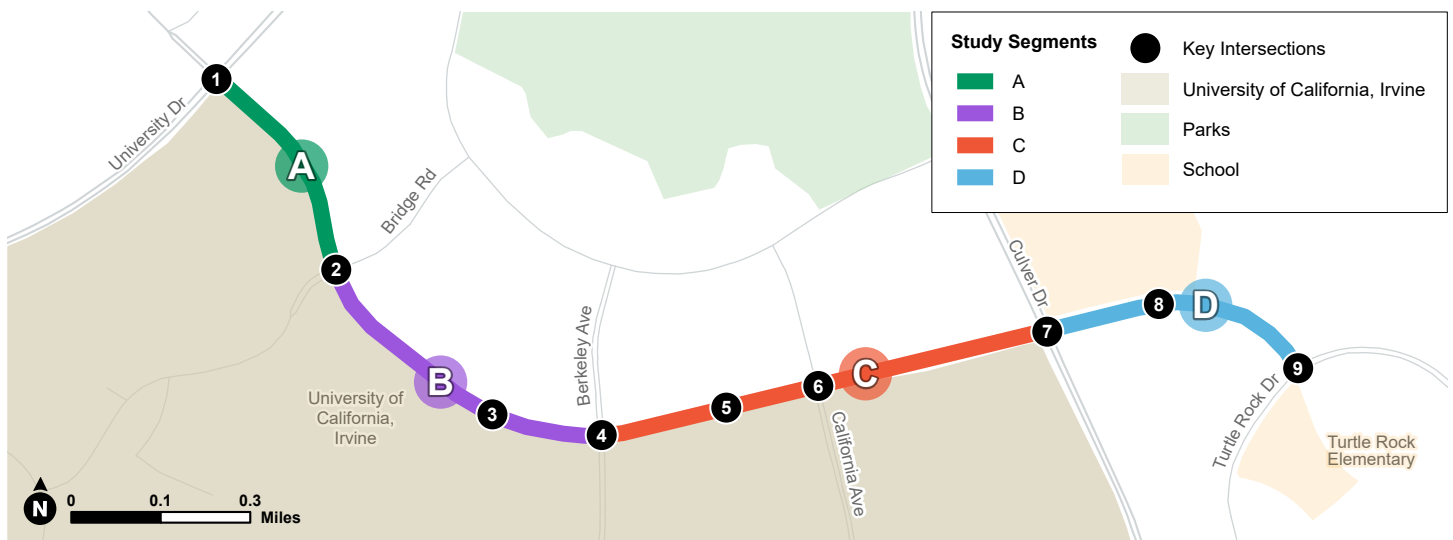 Study Segments
A
B
C
D
Key Intersections
University of California, Irvine
Parks
School
1
University Dr
A
Bridge Rd
2
B
University of
California,
Irvine
3
Berkeley Ave
4
5
6
C
California Ave
Culver Dr
7
8
D
9
Turtle Rock Dr
Turtle Rock
Elementary
N
0 0.1 0.3
Miles